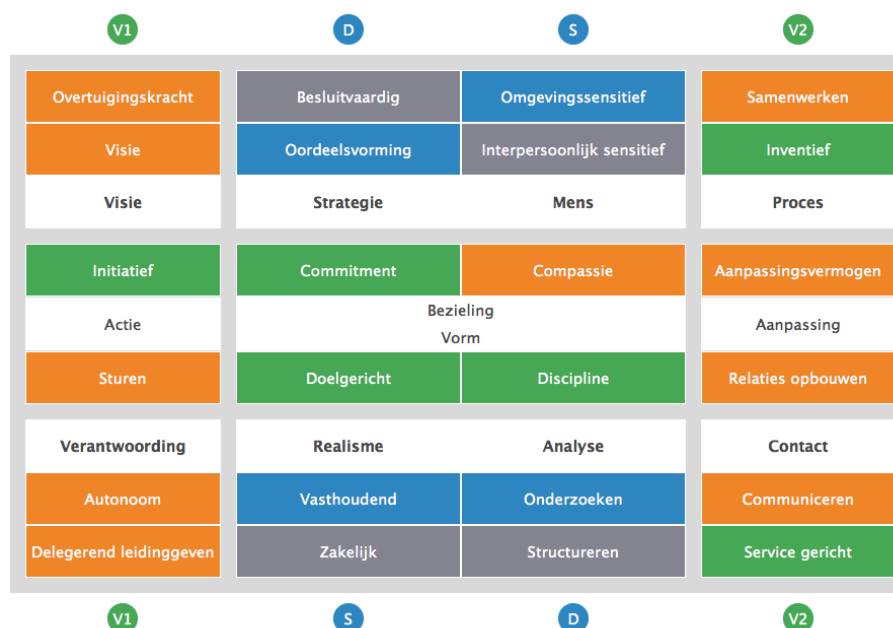 V1 D S V2
Overtuigingskracht Besluitvaardig Omgevingssensitief Samenwerken
Visie Oordeelsvorming Interpersoonlijk sensitief Inventief
Visie Strategie Mens Proces
Initiatief Commitment Compassie Aanpassingsvermogen
Actie Bezieling Aanpassing
Vorm
Sturen Doelgericht Discipline Relaties opbouwen
Verantwoording Realisme Analyse Contact
Autonoom Vasthoudend Onderzoeken Communiceren
Delegerend leidinggeven Zakelijk Structureren Service gericht
V1 S D V2